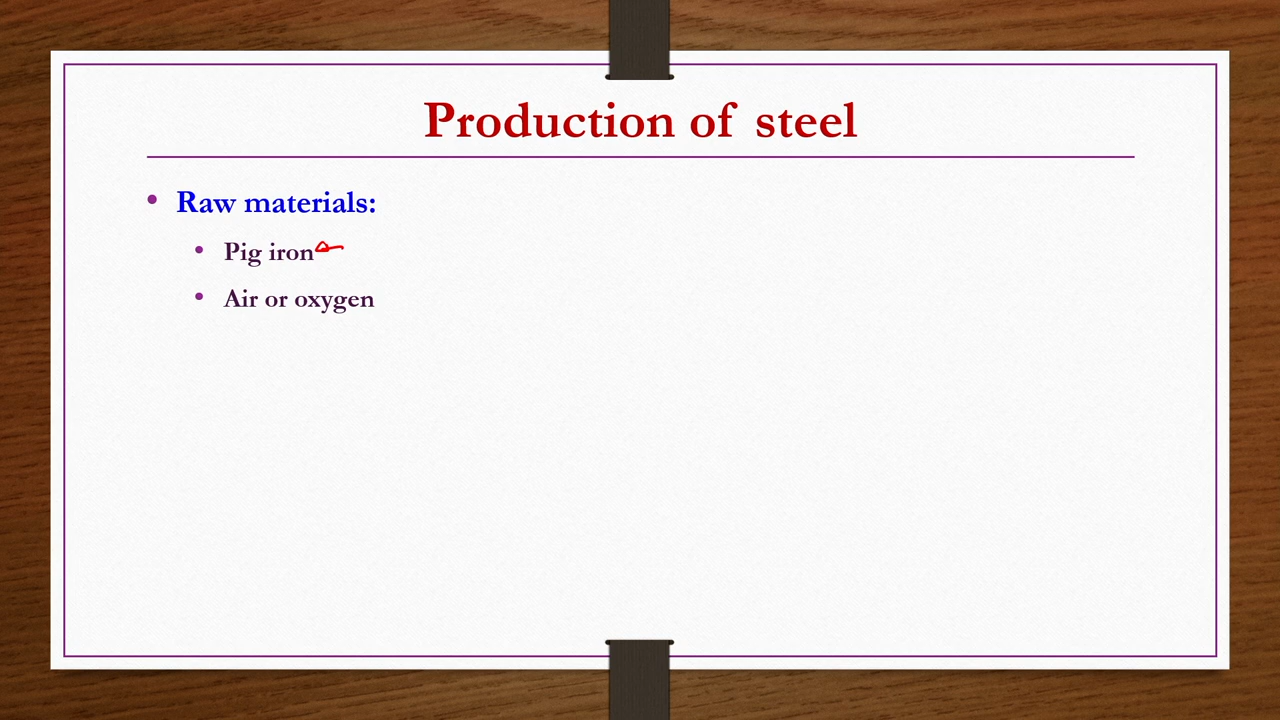 Production of steel
Raw materials:
Pig iron
Air or oxygen